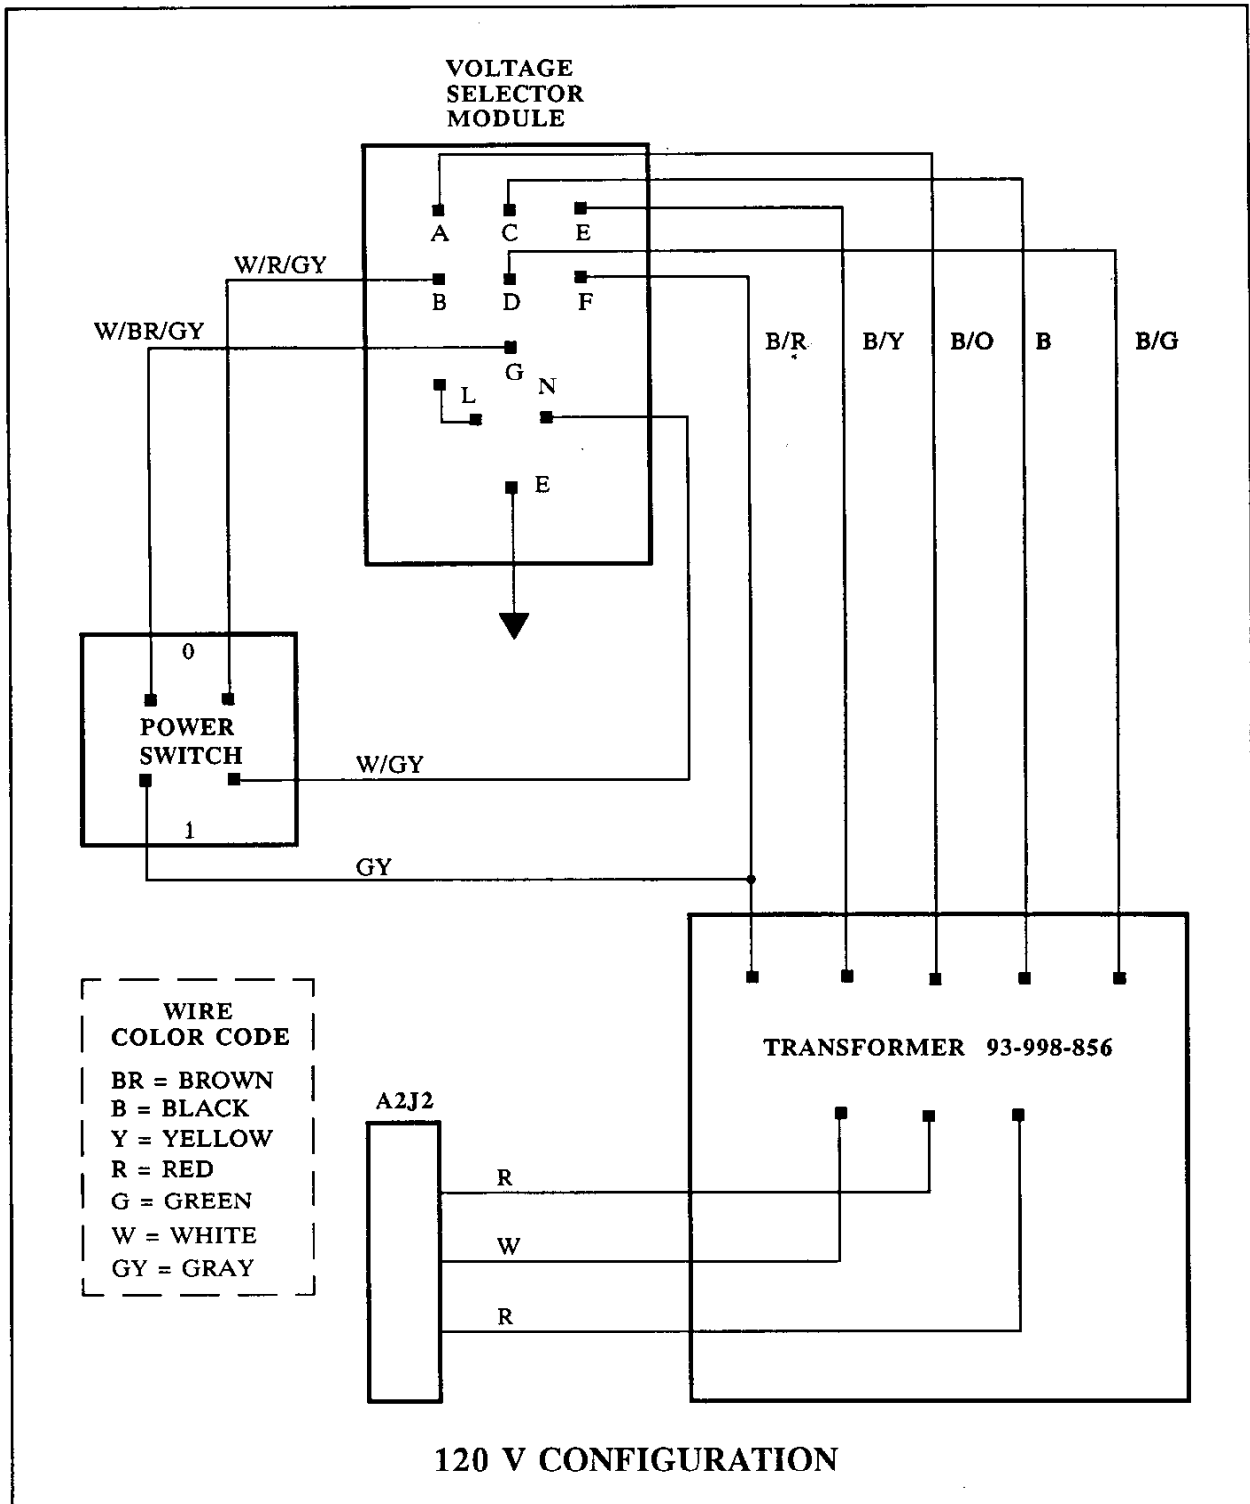 VOLTAGE
SELECTOR
MODULE
A
C
E
W/R/GY
B
D
F
W/BR/GY
G
B/R
B/Y
B/O
B
B/G
L
N
E
0
POWER
SWITCH
1
W/GY
GY
WIRE
COLOR CODE
BR = BROWN
B = BLACK
Y = YELLOW
R = RED
G = GREEN
W = WHITE
GY = GRAY
TRANSFORMER 93-998-856
A2J2
R
W
R
120 V CONFIGURATION